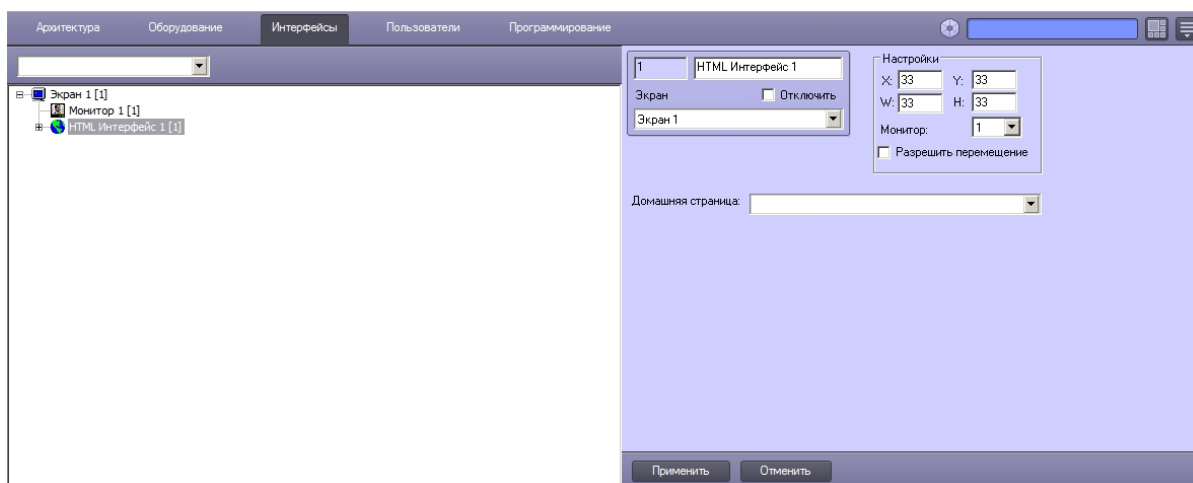 Архитектура Оборудование Интерфейсы Пользователи Программирование
Экран 1 [1]
Монитор 1 [1]
HTML Интерфейс 1 [1]
1 HTML Интерфейс 1
Экран Отключить
Экран 1
Настройки
X: 33 Y: 33
W: 33 H: 33
Монитор: 1
Разрешить перемещение
Домашняя страница:
Применить Отменить